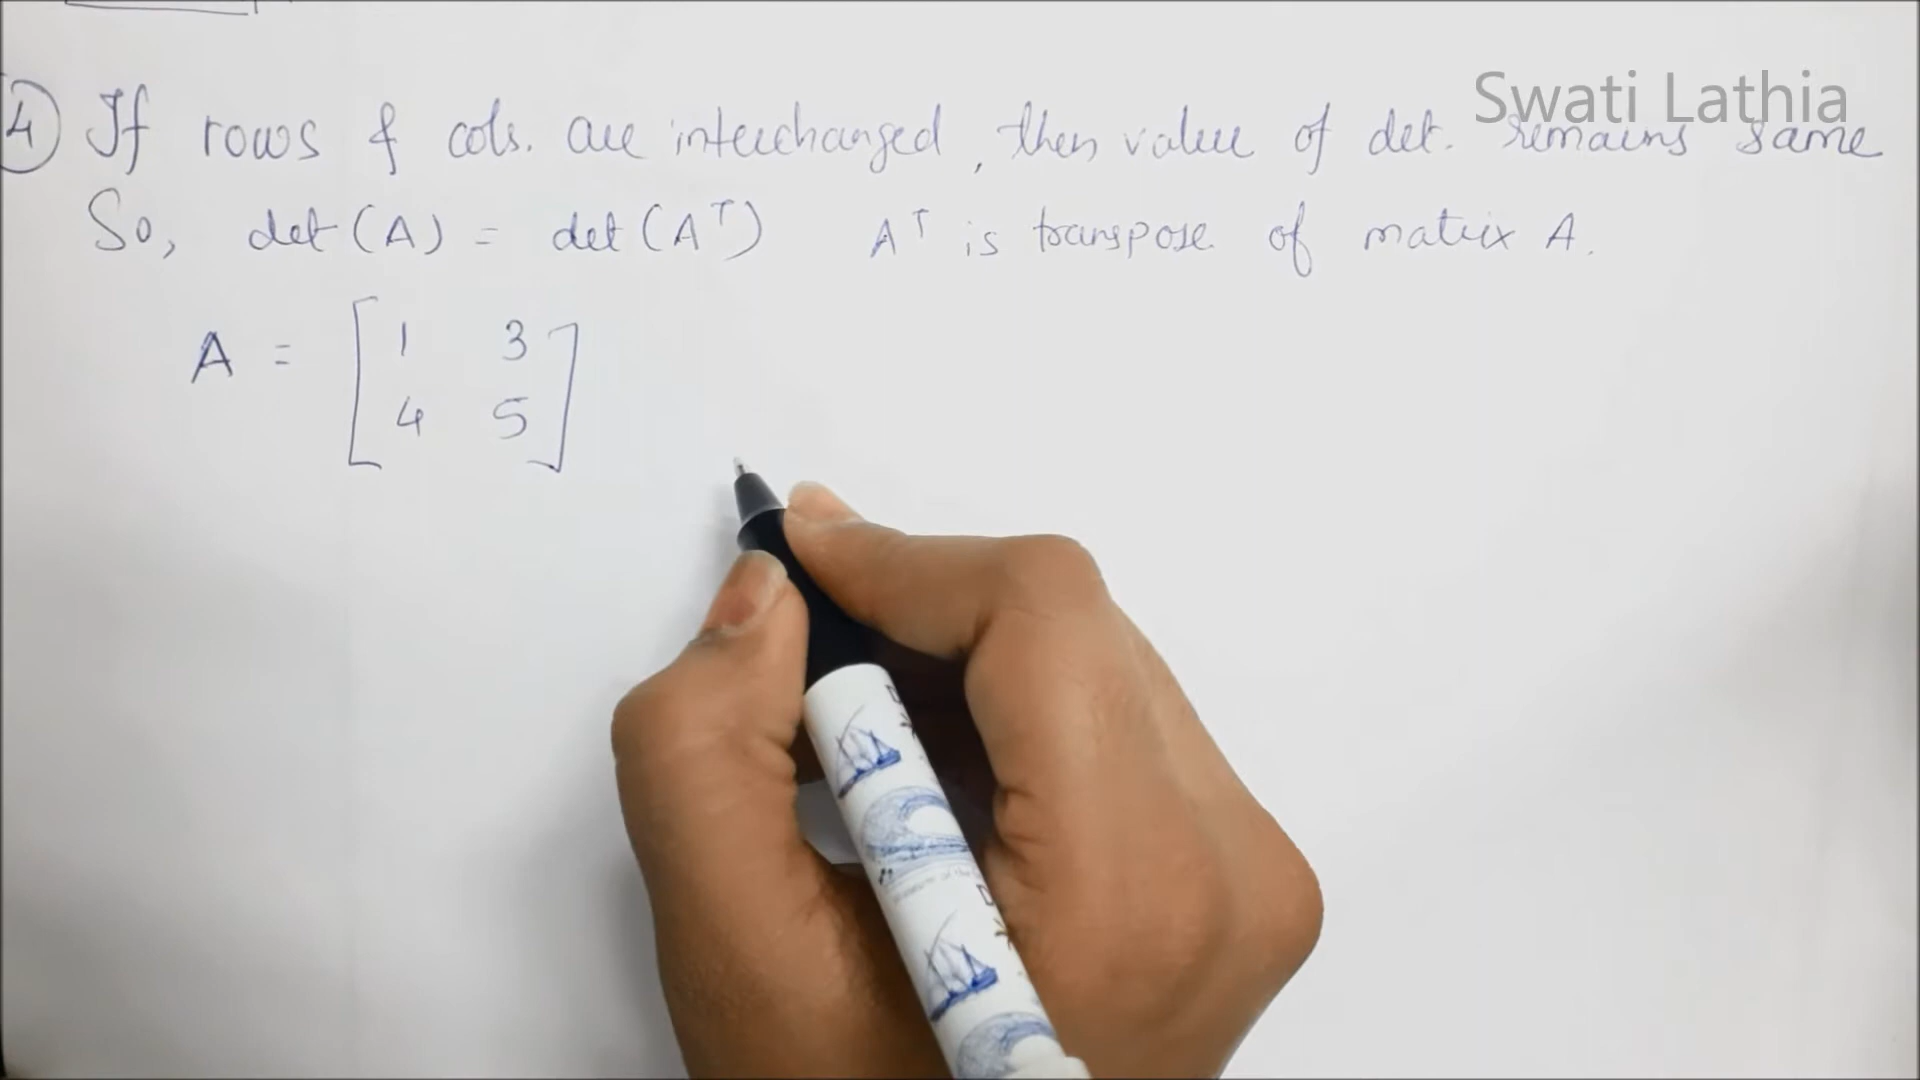 Swati Lathia
4 If rows & cols. are interchanged, then value of det. remains same
So, det(A) = det(Aᵀ) Aᵀ is transpose of matrix A.
A = [ 1 3
4 5 ]